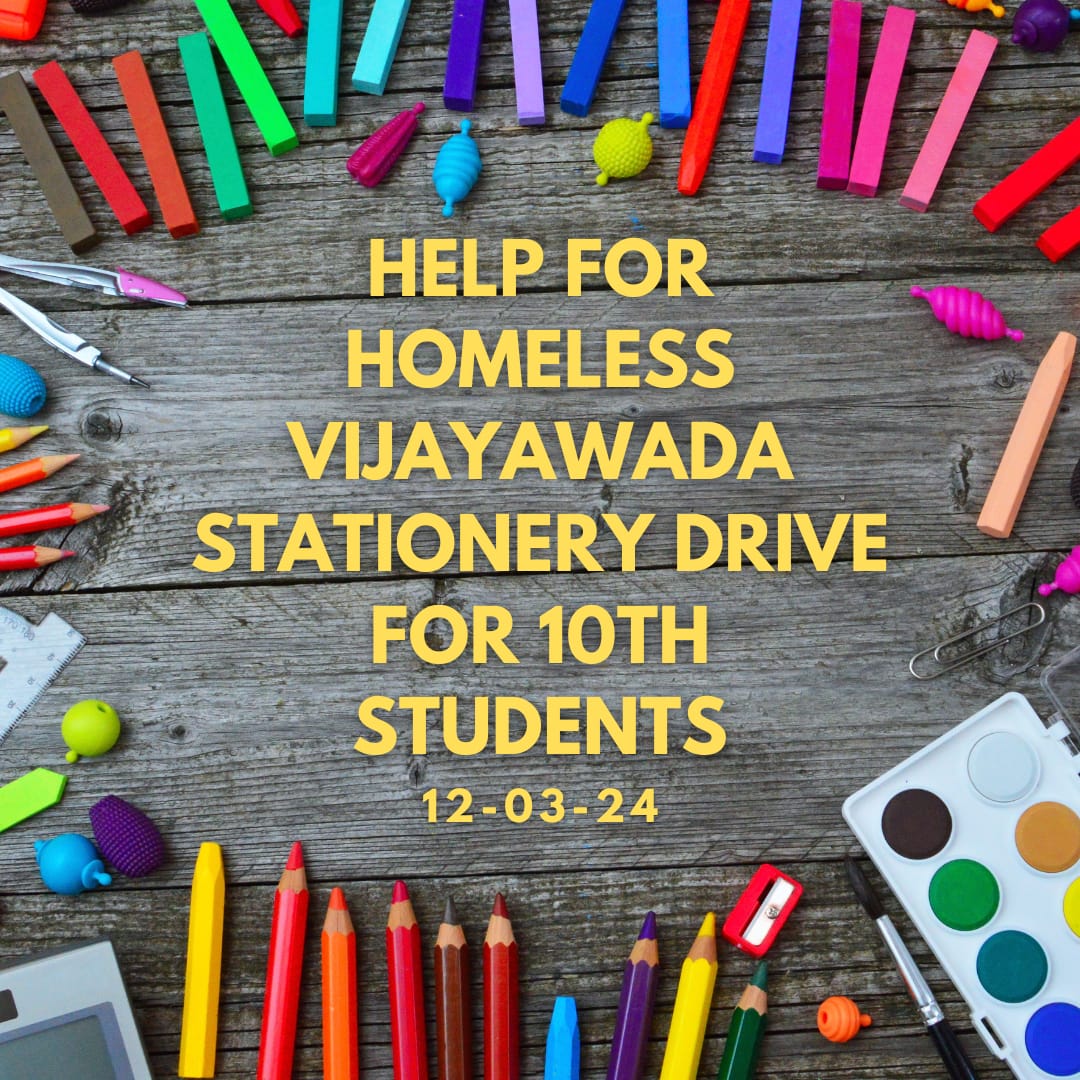 HELP FOR
HOMELESS
VIJAYAWADA
STATIONERY DRIVE
FOR 10TH
STUDENTS
12-03-24